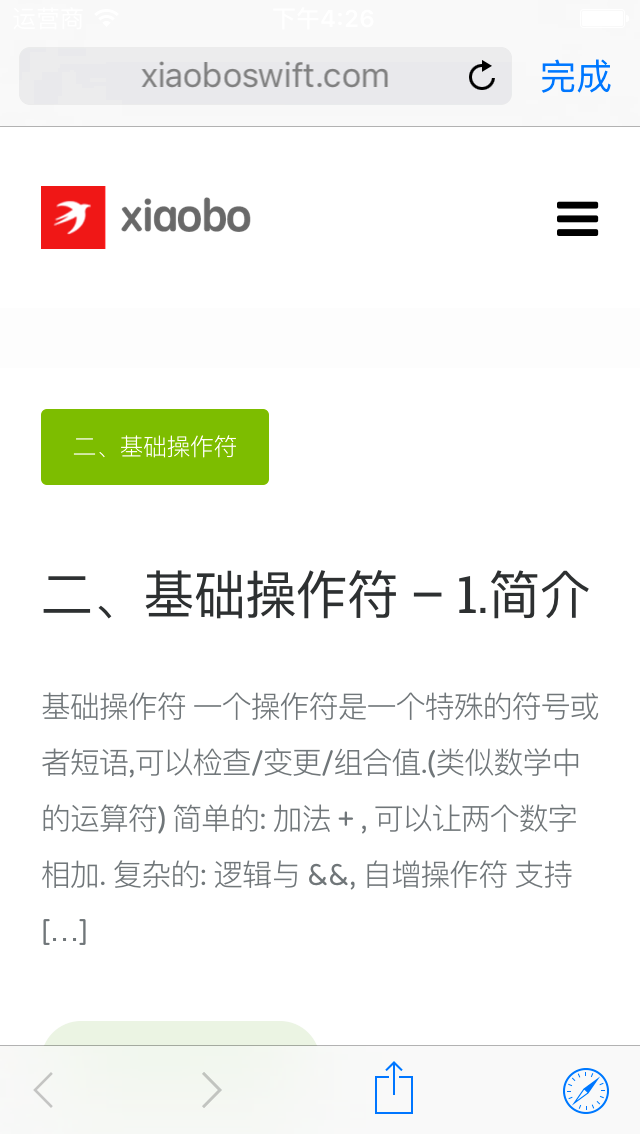 运营商 下午4:26
xiaoboswift.com 完成
xiaobo
二、基础操作符
二、基础操作符 – 1.简介
基础操作符 一个操作符是一个特殊的符号或
者短语,可以检查/变更/组合值.(类似数学中
的运算符) 简单的: 加法 + , 可以让两个数字
相加. 复杂的: 逻辑与 &&, 自增操作符 支持
[…]